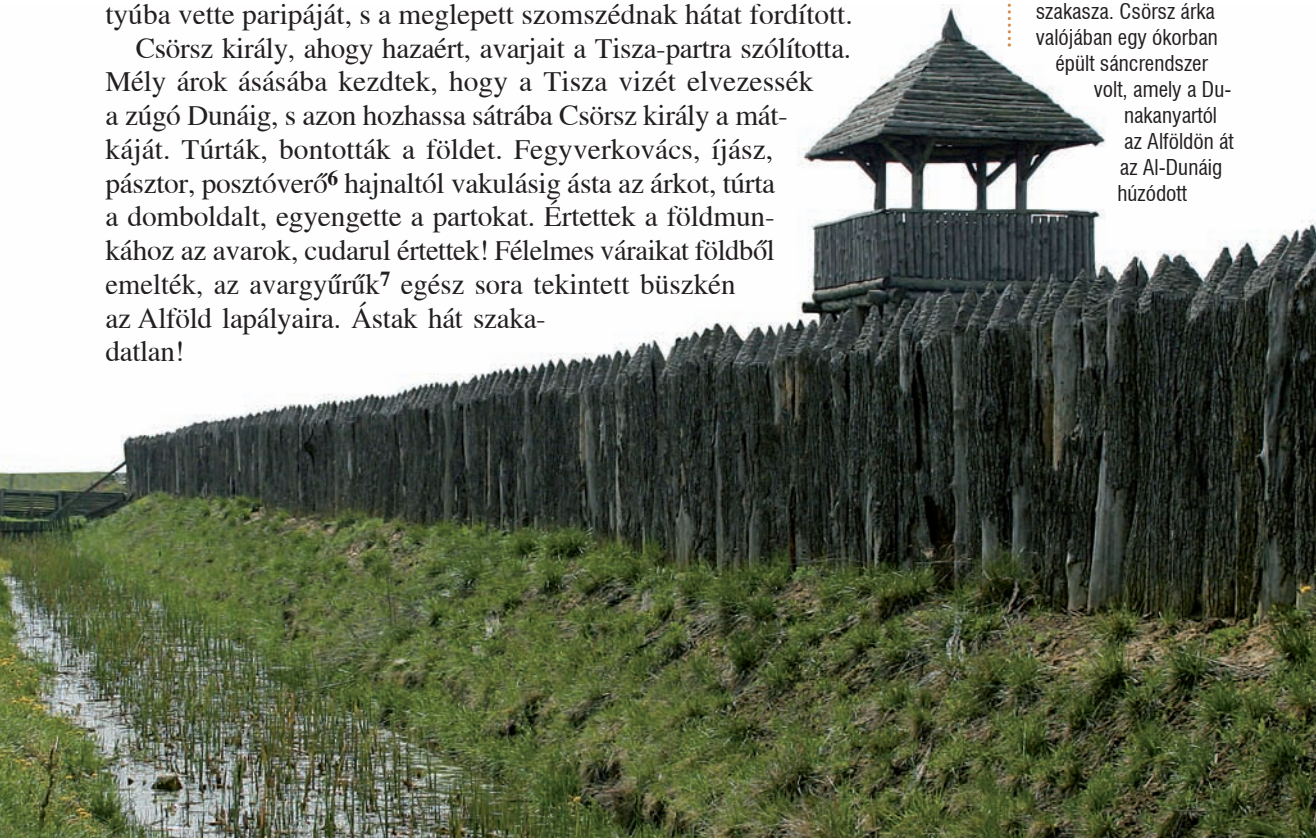 tyúba vette paripáját, s a meglepett szomszédnak hátat fordított.
Csörsz király, ahogy hazaért, avarjait a Tisza-partra szólította.
Mély árok ásásába kezdtek, hogy a Tisza vizét elvezessék
a zúgó Dunáig, s azon hozhassa sátrába Csörsz király a mát-
káját. Túrták, bontották a földet. Fegyverkovács, íjász,
pásztor, posztóverő6 hajnaltól vakulásig ásta az árkot, túrta
a domboldalt, egyengette a partokat. Értettek a földmun-
kához az avarok, cudarul értettek! Félelmes váraikat földből
emelték, az avargyűrűk7 egész sora tekintett büszkén
az Alföld lapályaira. Ástak hát szaka-
datlan!
szakasza. Csörsz árka
valójában egy ókorban
épült sáncrendszer
volt, amely a Du-
nakanyartól
az Alföldön át
az Al-Dunáig
húzódott